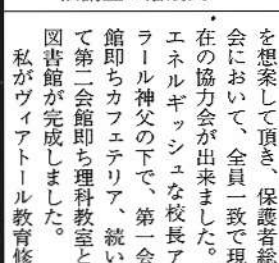 を想案して頂き、保護者総
会において、全員一致で現
在の協力会が出来ました。
エネルギッシュな校長ア
ラール神父の下で、第一会
館即ちカフェテリア、続い
て第二会館即ち理科教室と
図書館が完成しました。
私がヴィアトール教育修